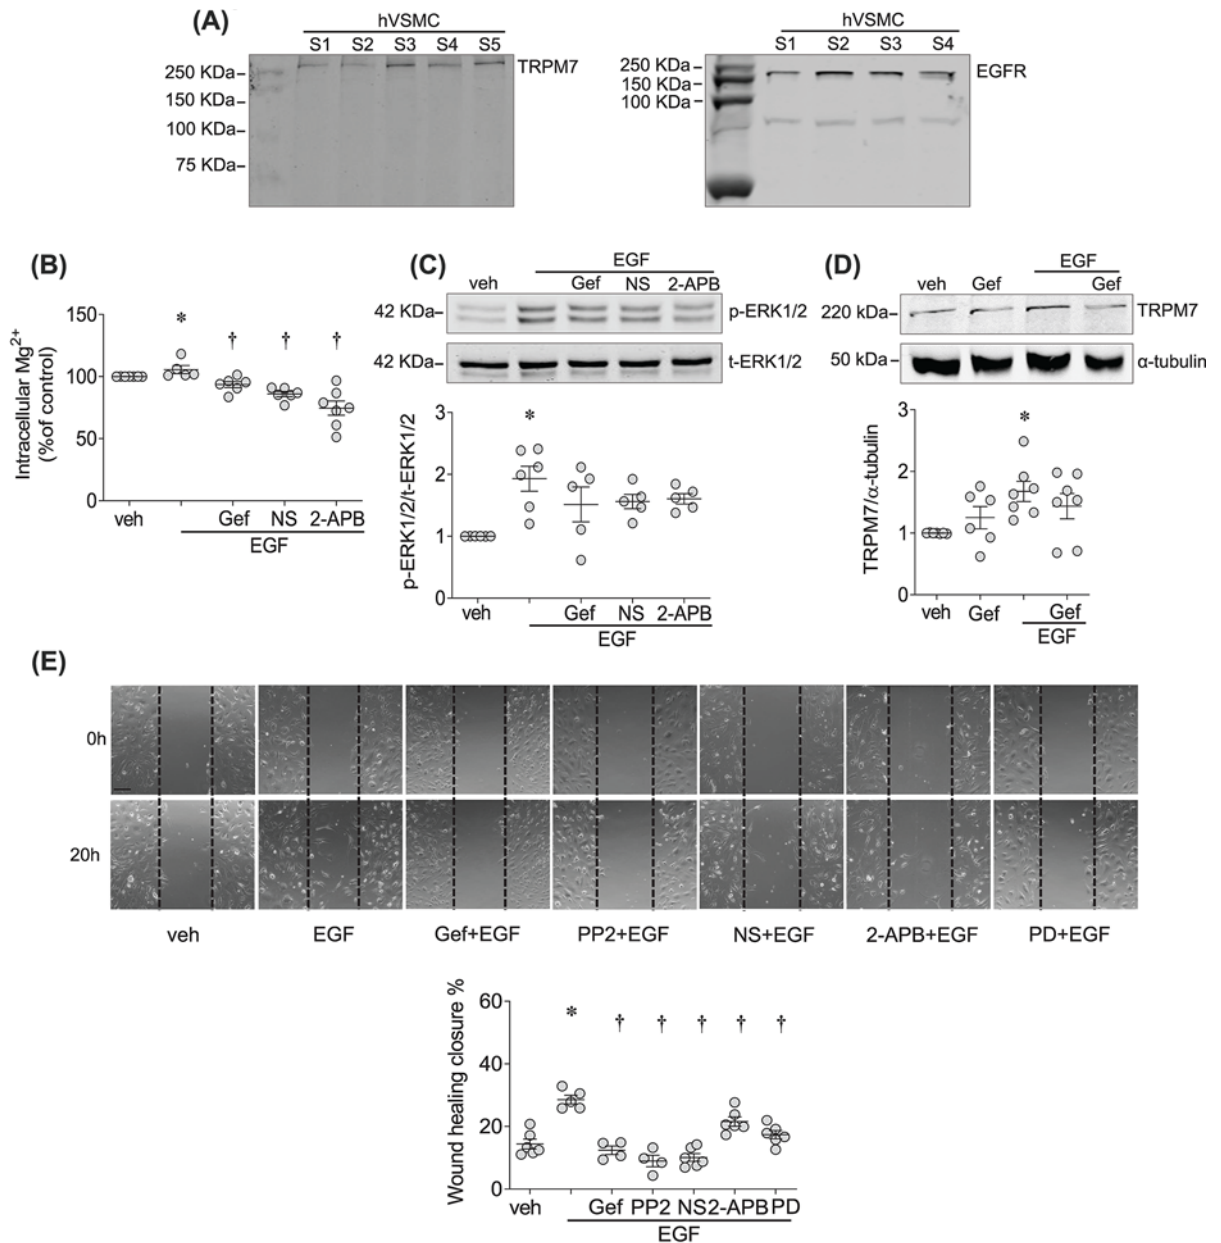 (A)
hVSMC
S1 S2 S3 S4 S5
250 KDa
150 KDa
100 KDa
75 KDa
TRPM7
hVSMC
S1 S2 S3 S4
250 KDa
150 KDa
100 KDa
EGFR
(B)
Intracellular Mg2+
(%of control)
150
100
50
0
*
†
†
†
veh
Gef NS 2-APB
EGF
(C)
EGF
veh Gef NS 2-APB
42 KDa
p-ERK1/2
42 KDa
t-ERK1/2
p-ERK1/2/t-ERK1/2
3
2
1
0
*
veh Gef NS 2-APB
EGF
(D)
EGF
veh Gef Gef
220 kDa
TRPM7
50 kDa
α-tubulin
TRPM7/α-tubulin
3
2
1
0
*
veh Gef Gef
EGF
(E)
0h
20h
veh EGF Gef+EGF PP2+EGF NS+EGF 2-APB+EGF PD+EGF
Wound healing closure %
60
40
20
0
*
†
†
†
†
†
veh Gef PP2 NS 2-APB PD
EGF